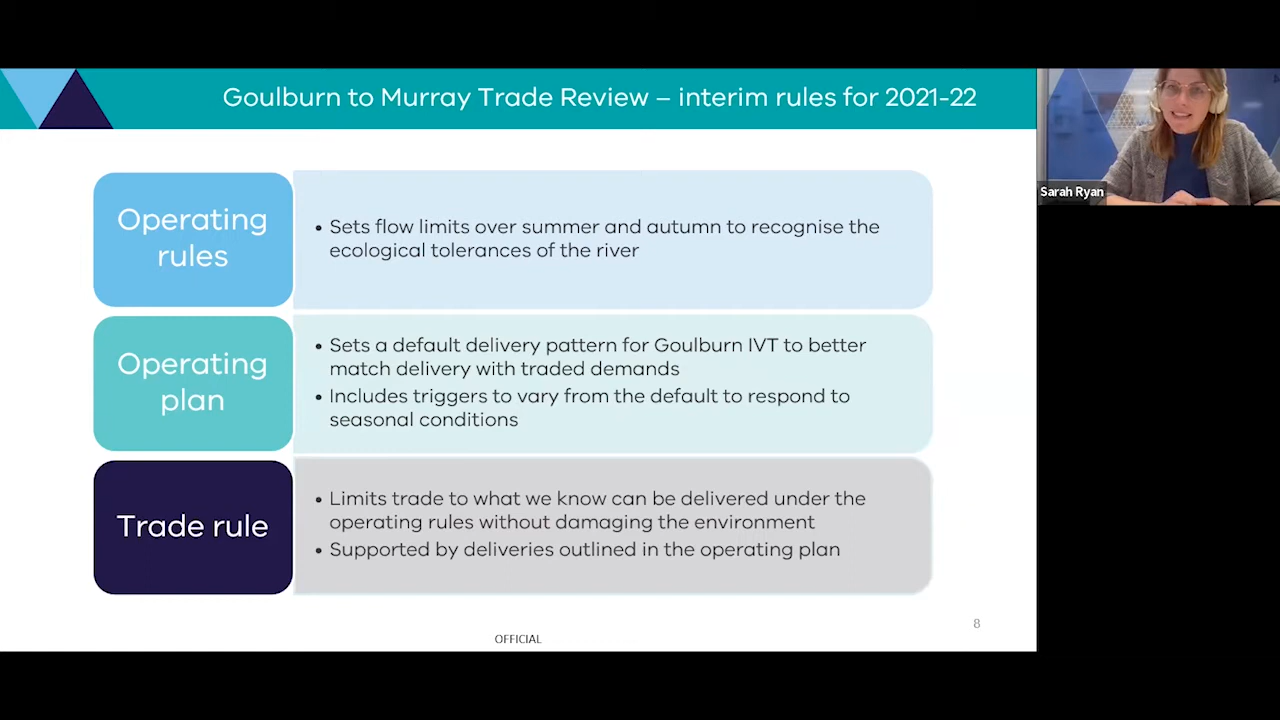 Goulburn to Murray Trade Review – interim rules for 2021-22
Sarah Ryan
Operating
rules
• Sets flow limits over summer and autumn to recognise the
ecological tolerances of the river
Operating
plan
• Sets a default delivery pattern for Goulburn IVT to better
match delivery with traded demands
• Includes triggers to vary from the default to respond to
seasonal conditions
Trade rule
• Limits trade to what we know can be delivered under the
operating rules without damaging the environment
• Supported by deliveries outlined in the operating plan
8
OFFICIAL